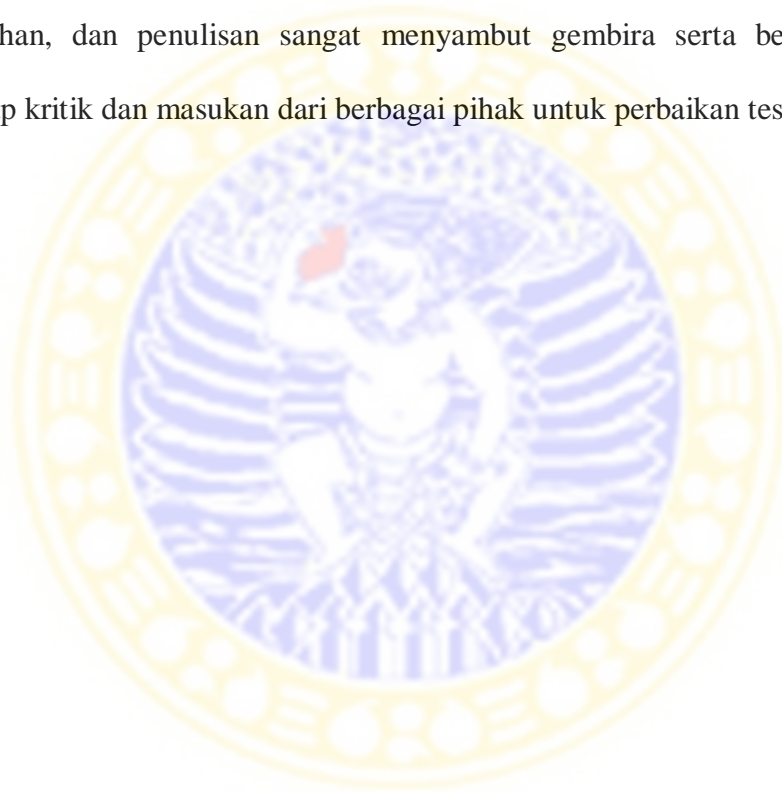 han, dan penulisan sangat menyambut gembira serta be
p kritik dan masukan dari berbagai pihak untuk perbaikan tes